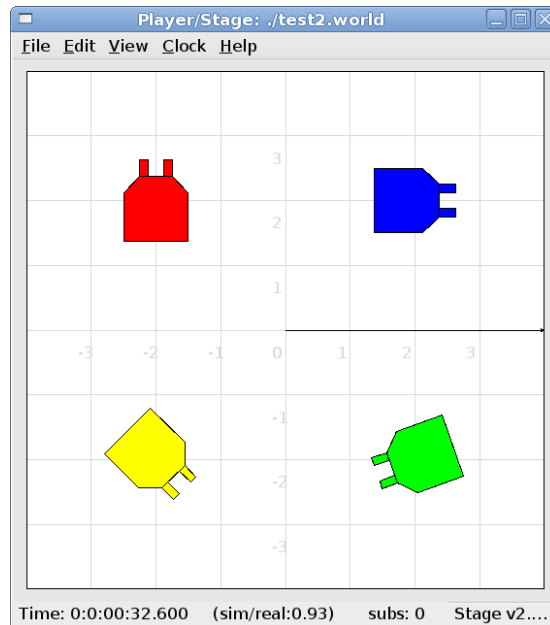 Player/Stage: ./test2.world
File Edit View Clock Help
3
2
1
-3 -2 -1 0 1 2 3
-1
-2
-3
Time: 0:0:00:32.600 (sim/real:0.93) subs: 0 Stage v2....